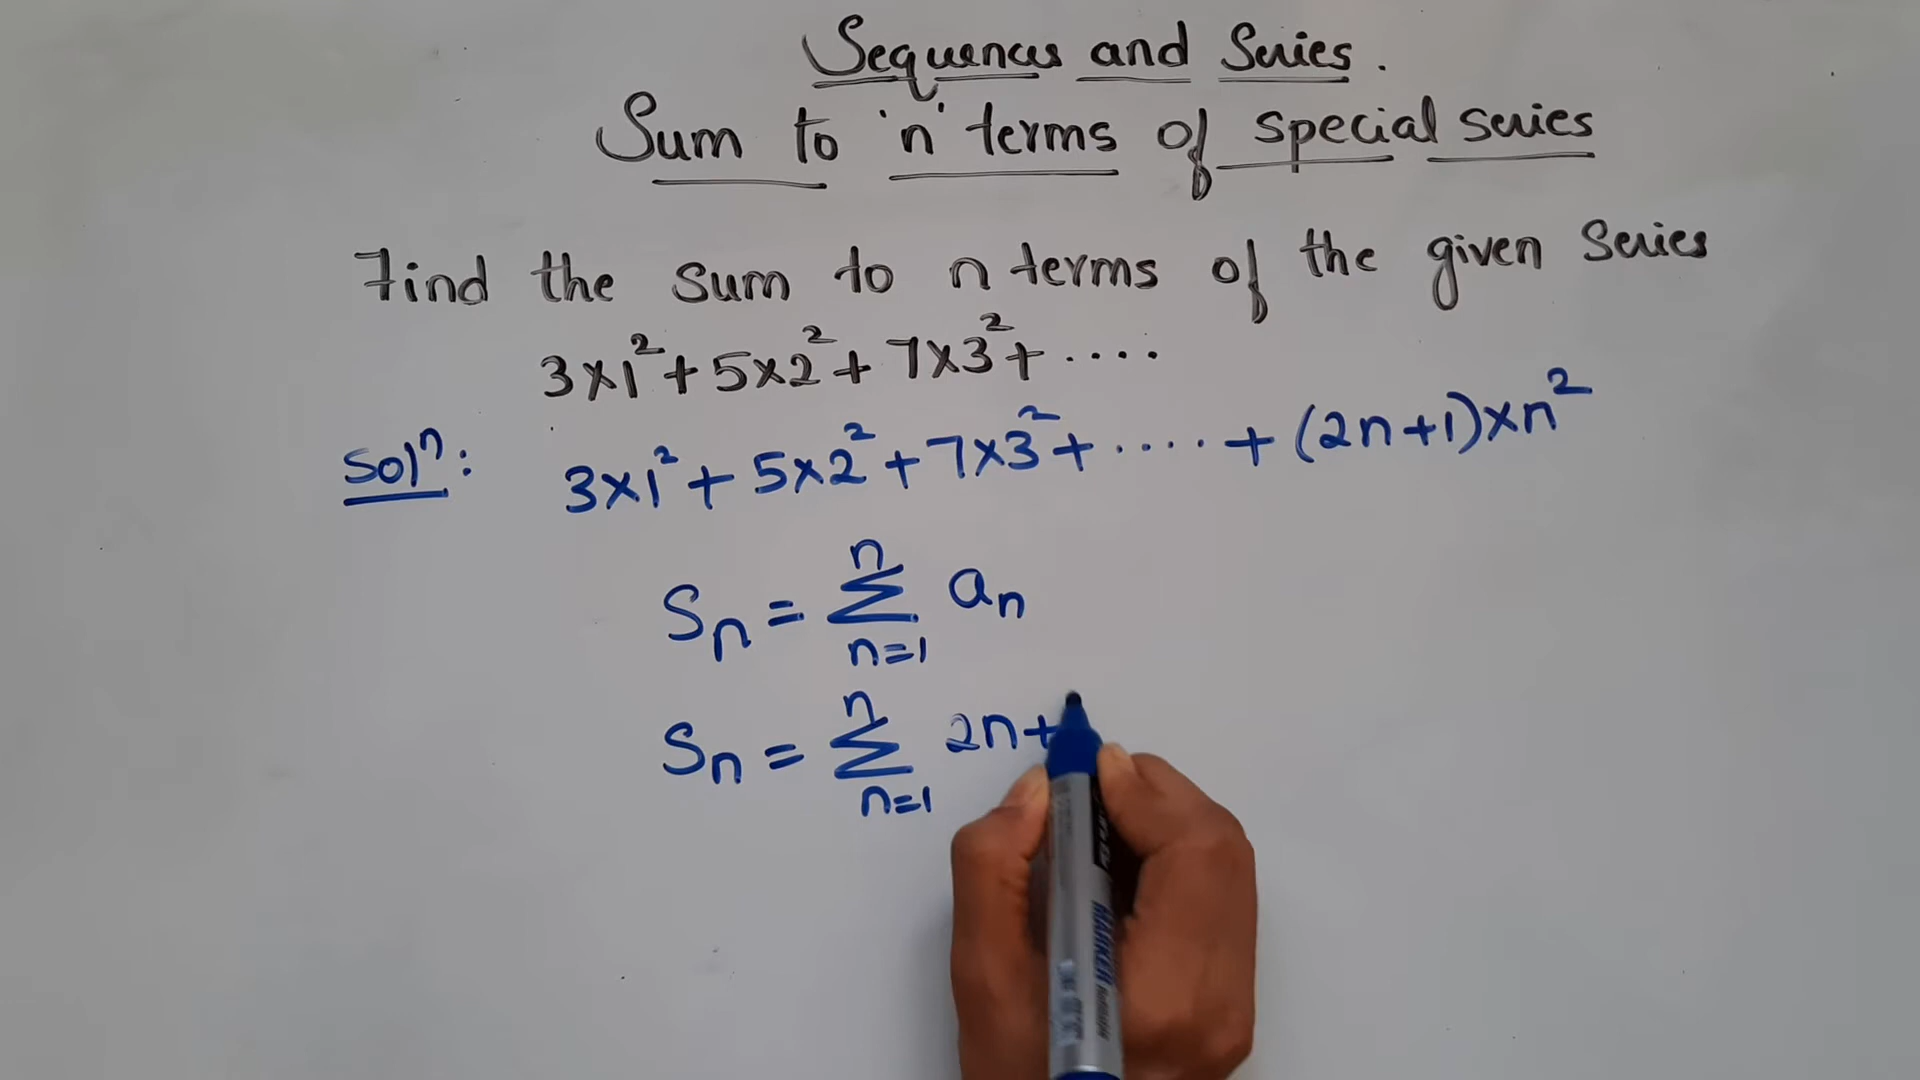 Sequences and Series.
Sum to 'n' terms of special series
Find the sum to n terms of the given series
3×1²+5×2²+7×3²+....
Solⁿ: 3×1²+5×2²+7×3²+.....+(2n+1)×n²
n
Sn = Σ an
n=1
n
Sn = Σ 2n+
n=1
MARKER